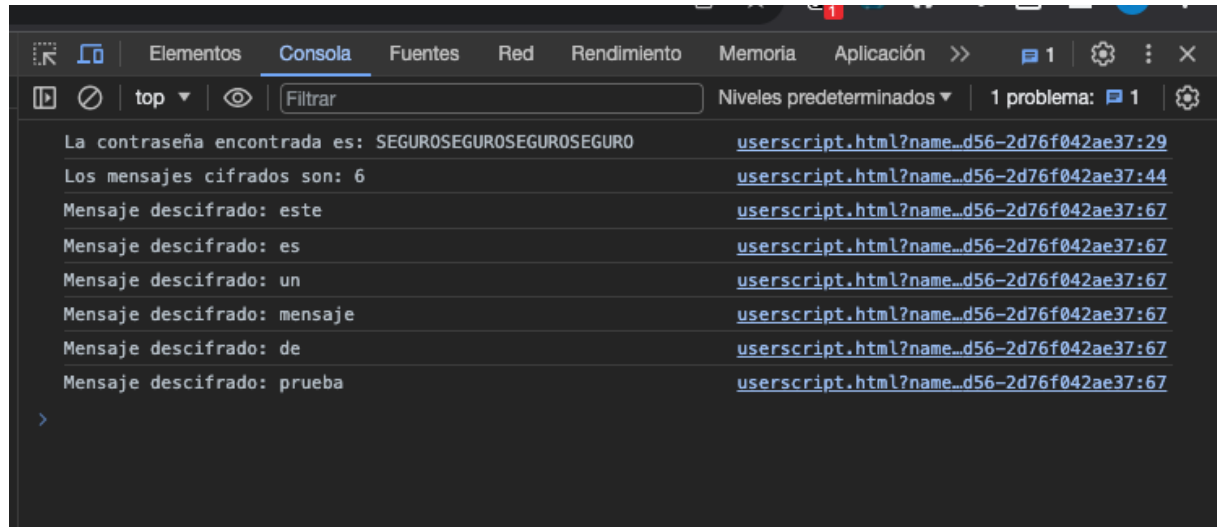 1
Elementos Consola Fuentes Red Rendimiento Memoria Aplicación >> 1
top Filtrar Niveles predeterminados 1 problema: 1
La contraseña encontrada es: SEGUROSEGUROSEGUROSEGURO userscript.html?name…d56-2d76f042ae37:29
Los mensajes cifrados son: 6 userscript.html?name…d56-2d76f042ae37:44
Mensaje descifrado: este userscript.html?name…d56-2d76f042ae37:67
Mensaje descifrado: es userscript.html?name…d56-2d76f042ae37:67
Mensaje descifrado: un userscript.html?name…d56-2d76f042ae37:67
Mensaje descifrado: mensaje userscript.html?name…d56-2d76f042ae37:67
Mensaje descifrado: de userscript.html?name…d56-2d76f042ae37:67
Mensaje descifrado: prueba userscript.html?name…d56-2d76f042ae37:67
>